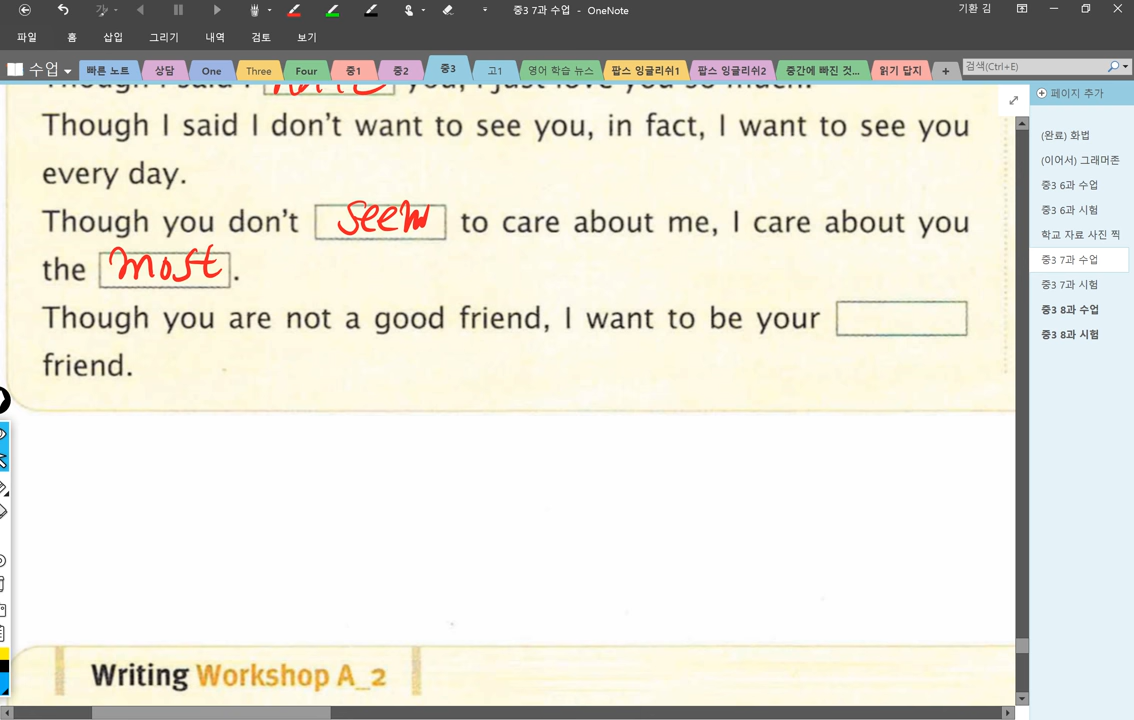 중3 7과 수업 - OneNote
기환 김
파일 홈 삽입 그리기 내역 검토 보기
수업 빠른 노트 상담 One Three Four 중1 중2 중3 고1 영어 학습 뉴스 팝스 잉글리쉬1 팝스 잉글리쉬2 중간에 빠진 것... 읽기 답지 + 검색(Ctrl+E)
페이지 추가
(완료) 화법
(이어서) 그래머존
중3 6과 수업
중3 6과 시험
학교 자료 사진 찍
중3 7과 수업
중3 7과 시험
중3 8과 수업
중3 8과 시험
Though I said I hate you, I just love you so much.
Though I said I don't want to see you, in fact, I want to see you
every day.
Though you don't seem to care about me, I care about you
the most.
Though you are not a good friend, I want to be your
friend.
Writing Workshop A_2